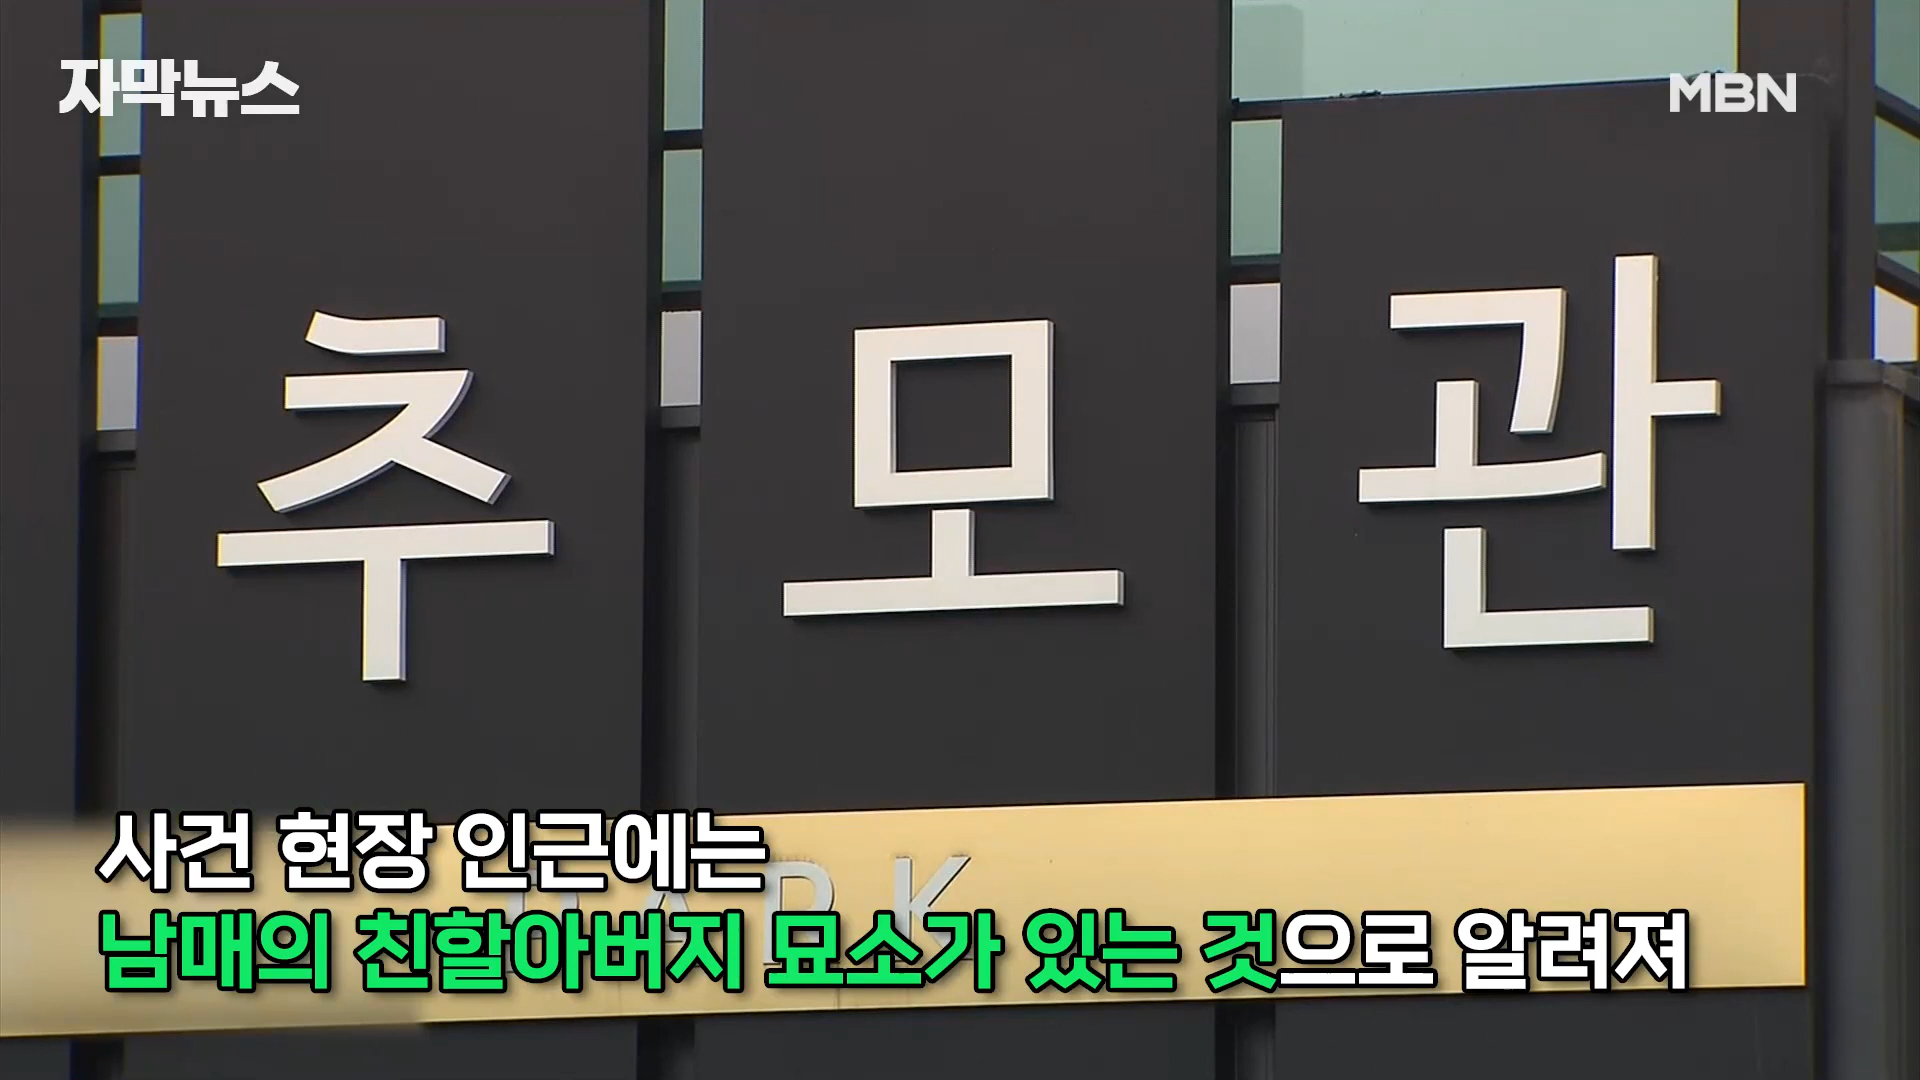 자막뉴스
MBN
추모관
PARK
사건 현장 인근에는
남매의 친할아버지 묘소가 있는 것으로 알려져